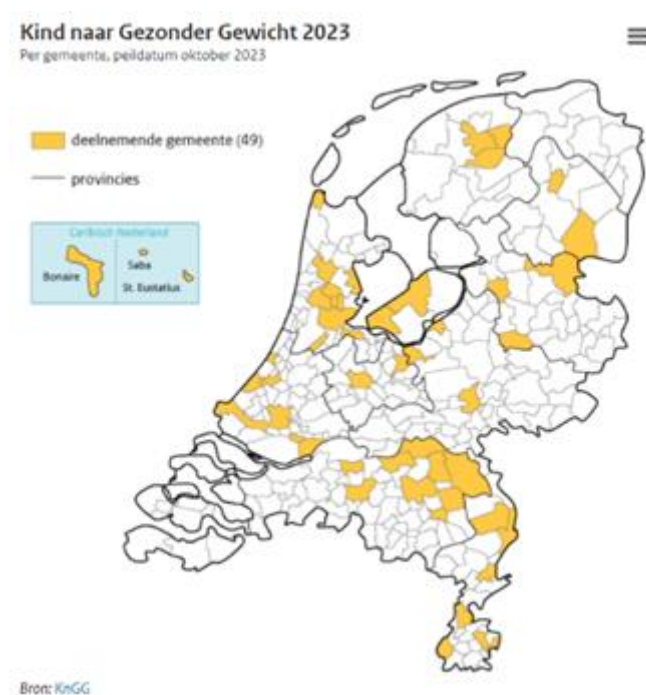 Kind naar Gezonder Gewicht 2023
Per gemeente, peildatum oktober 2023
deelnemende gemeente (49)
provincies
Caribisch Nederland
Bonaire
Saba
St. Eustatius
Bron: KnGG